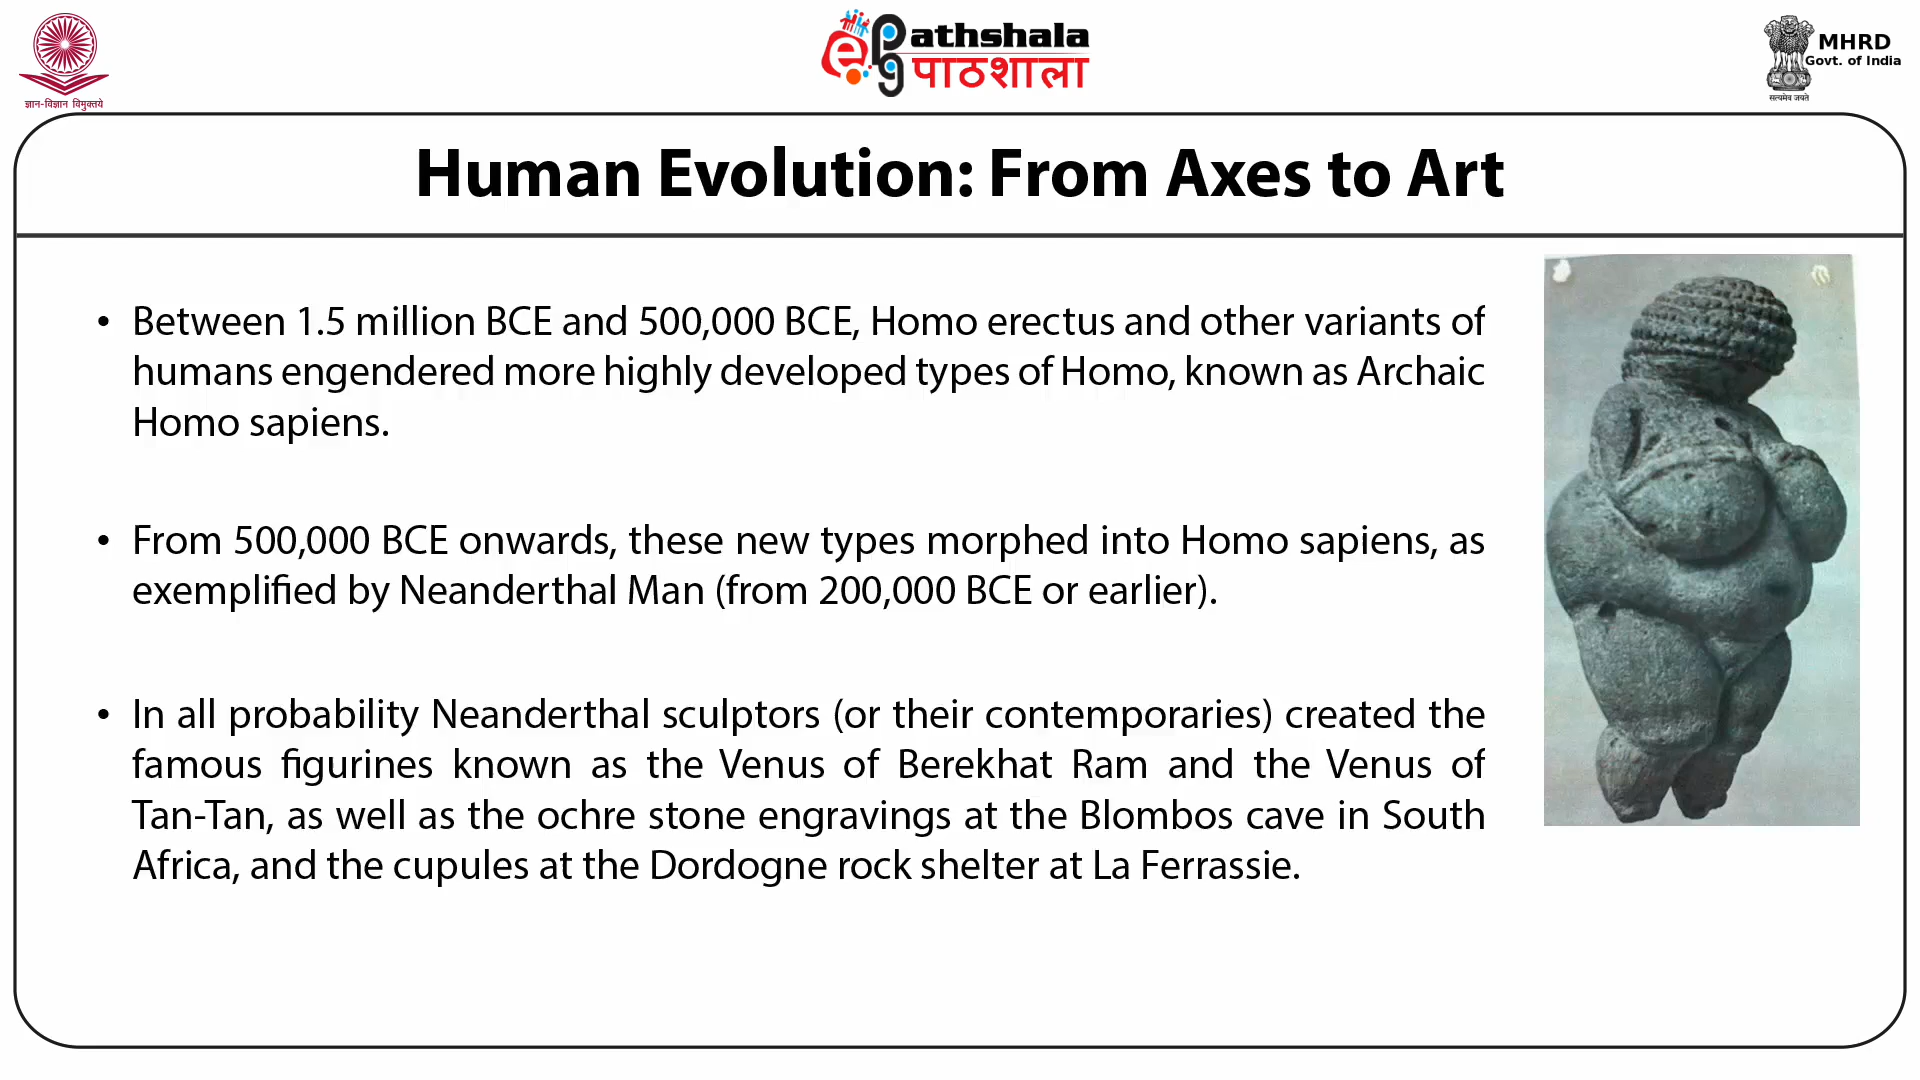 ज्ञान-विज्ञान विमुक्तये
e Pathshala
पाठशाला
MHRD
Govt. of India
सत्यमेव जयते
Human Evolution: From Axes to Art
• Between 1.5 million BCE and 500,000 BCE, Homo erectus and other variants of
humans engendered more highly developed types of Homo, known as Archaic
Homo sapiens.
• From 500,000 BCE onwards, these new types morphed into Homo sapiens, as
exemplified by Neanderthal Man (from 200,000 BCE or earlier).
• In all probability Neanderthal sculptors (or their contemporaries) created the
famous figurines known as the Venus of Berekhat Ram and the Venus of
Tan-Tan, as well as the ochre stone engravings at the Blombos cave in South
Africa, and the cupules at the Dordogne rock shelter at La Ferrassie.